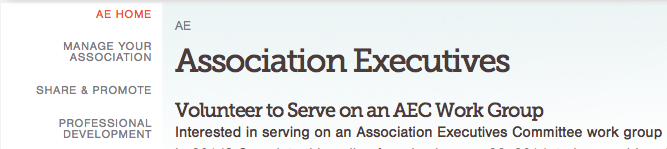 AE HOME
MANAGE YOUR
ASSOCIATION
SHARE & PROMOTE
PROFESSIONAL
DEVELOPMENT
AE
Association Executives
Volunteer to Serve on an AEC Work Group
Interested in serving on an Association Executives Committee work group